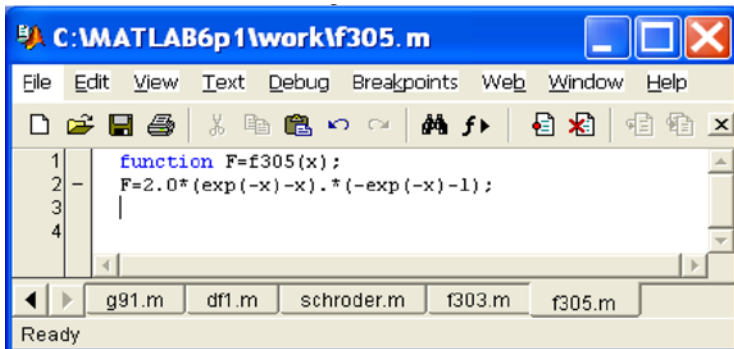 C:\MATLAB6p1\work\f305.m
File Edit View Text Debug Breakpoints Web Window Help
1 function F=f305(x);
2 - F=2.0*(exp(-x)-x).*(-exp(-x)-1);
3
4
g91.m df1.m schroder.m f303.m f305.m
Ready